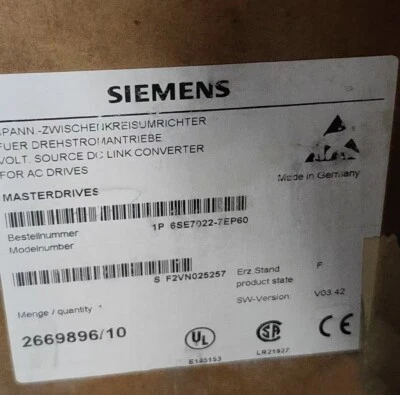 SIEMENS
SPANN.-ZWISCHENKREISUMRICHTER
FUER DREHSTROMANTRIEBE
VOLT. SOURCE DC LINK CONVERTER
FOR AC DRIVES
Made in Germany
MASTERDRIVES
Bestellnummer
Modelnumber
1P 6SE7022-7EP60
S F2VN025257
Erz.Stand
product state
F
SW-Version:
V03.42
Menge / quantity
2669896/10
UL
E145153
SA
LR21927
CE